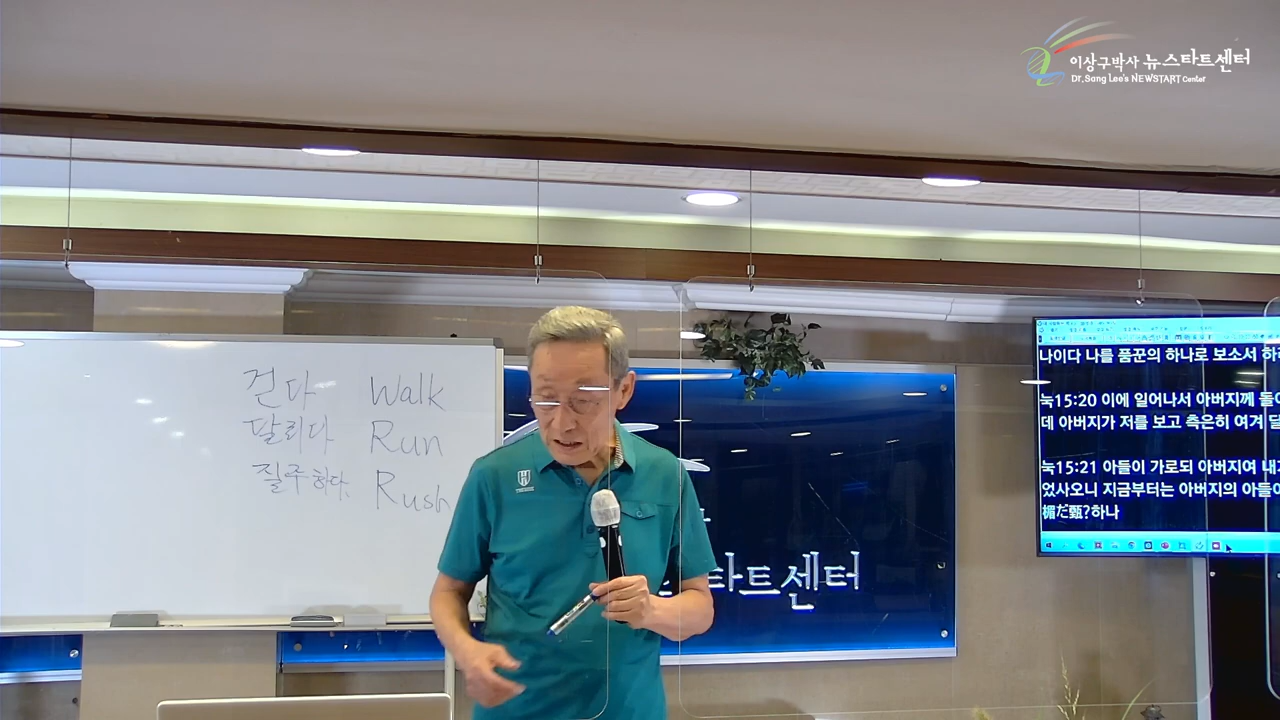 이상구박사 뉴스타트센터
Dr. Sang Lee's NEWSTART Center
걷다 Walk
달리다 Run
질주하다. Rush
나이다 나를 품꾼의 하나로 보소서 하
눅15:20 이에 일어나서 아버지께 돌
데 아버지가 저를 보고 측은히 여겨 달
눅15:21 아들이 가로되 아버지여 내
었사오니 지금부터는 아버지의 아들
하나
타트센터